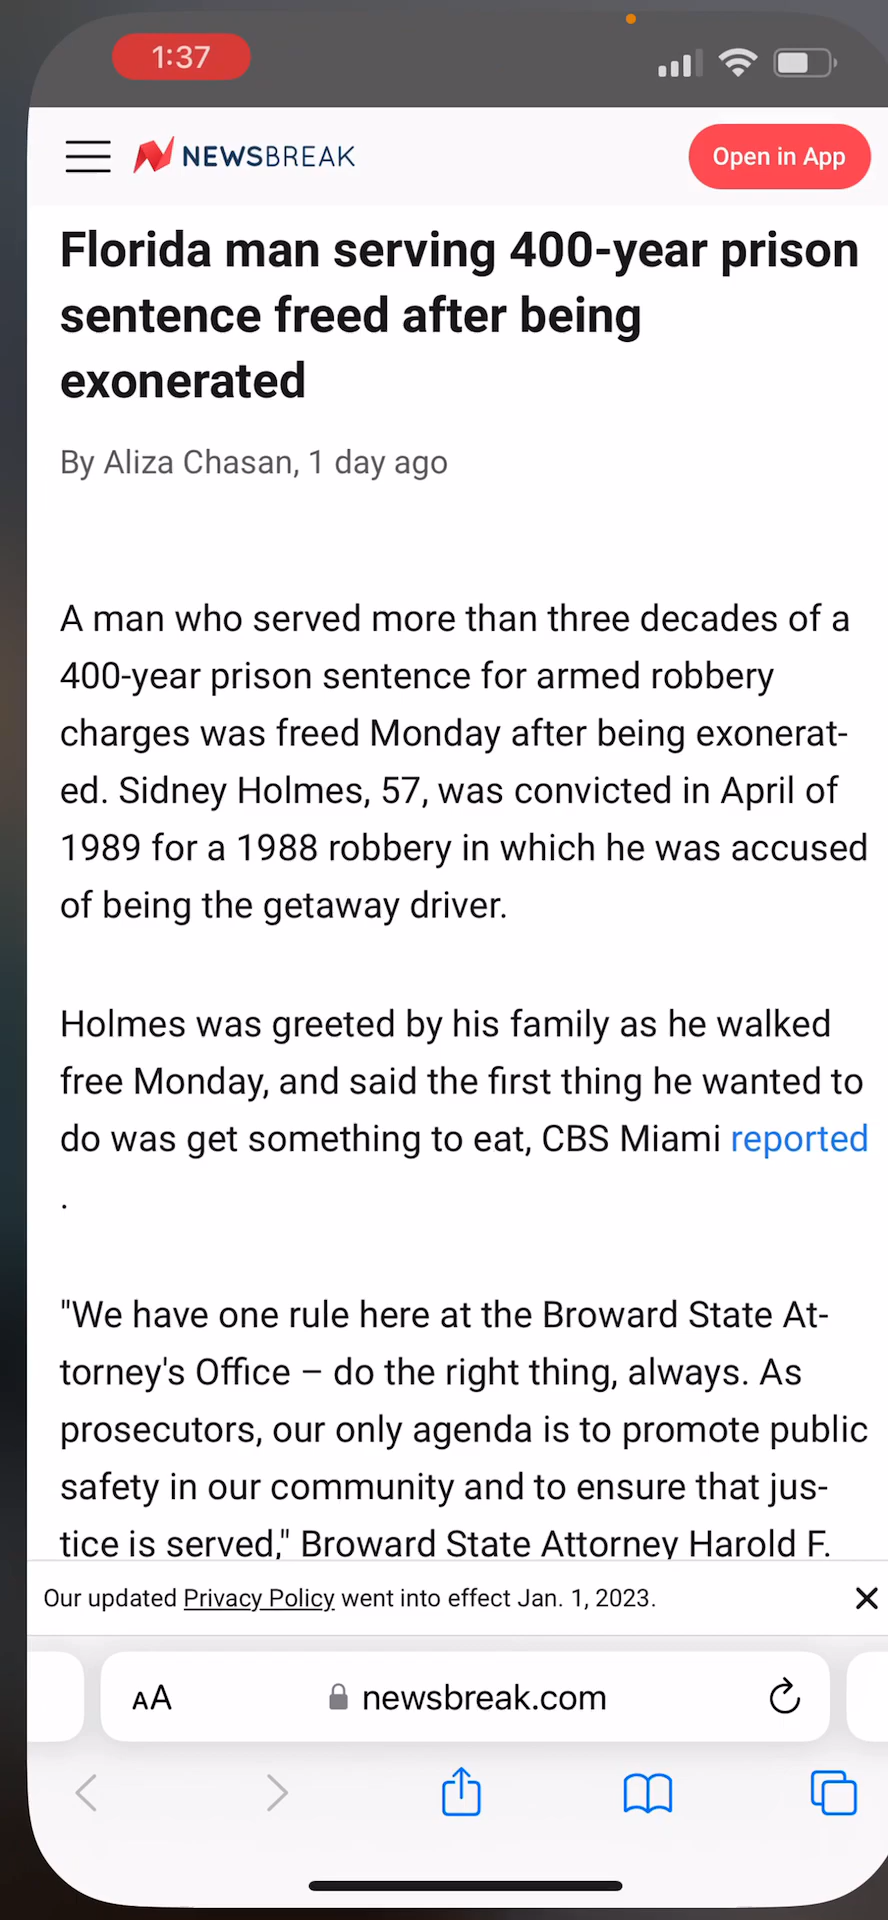 1:37
NEWSBREAK
Open in App
Florida man serving 400-year prison
sentence freed after being
exonerated
By Aliza Chasan, 1 day ago
A man who served more than three decades of a
400-year prison sentence for armed robbery
charges was freed Monday after being exonerat-
ed. Sidney Holmes, 57, was convicted in April of
1989 for a 1988 robbery in which he was accused
of being the getaway driver.
Holmes was greeted by his family as he walked
free Monday, and said the first thing he wanted to
do was get something to eat, CBS Miami reported
.
"We have one rule here at the Broward State At-
torney's Office – do the right thing, always. As
prosecutors, our only agenda is to promote public
safety in our community and to ensure that jus-
tice is served," Broward State Attorney Harold F.
Our updated Privacy Policy went into effect Jan. 1, 2023.
AA
newsbreak.com